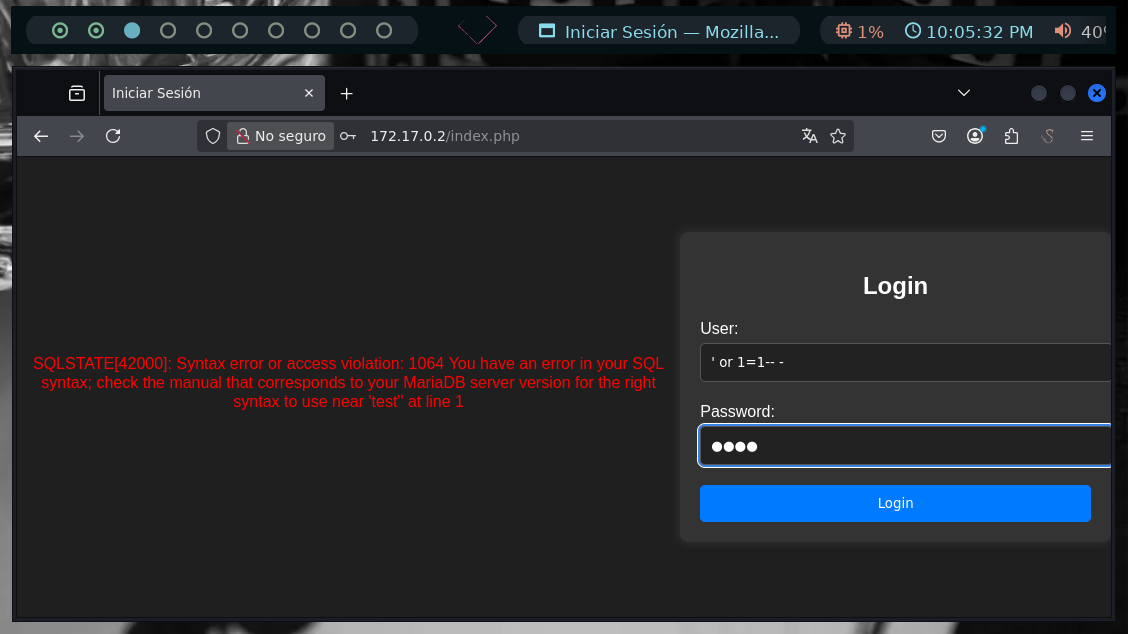 Iniciar Sesión — Mozilla...
1%
10:05:32 PM
Iniciar Sesión
No seguro
172.17.0.2/index.php
Login
User:
' or 1=1-- -
SQLSTATE[42000]: Syntax error or access violation: 1064 You have an error in your SQL
syntax; check the manual that corresponds to your MariaDB server version for the right
syntax to use near 'test'' at line 1
Password:
Login